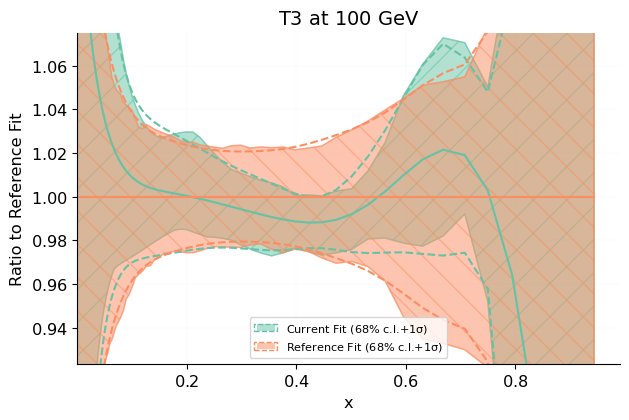 T3 at 100 GeV
Ratio to Reference Fit
1.06
1.04
1.02
1.00
0.98
0.96
0.94
Current Fit (68% c.l.+1σ)
Reference Fit (68% c.l.+1σ)
0.2 0.4 0.6 0.8
x